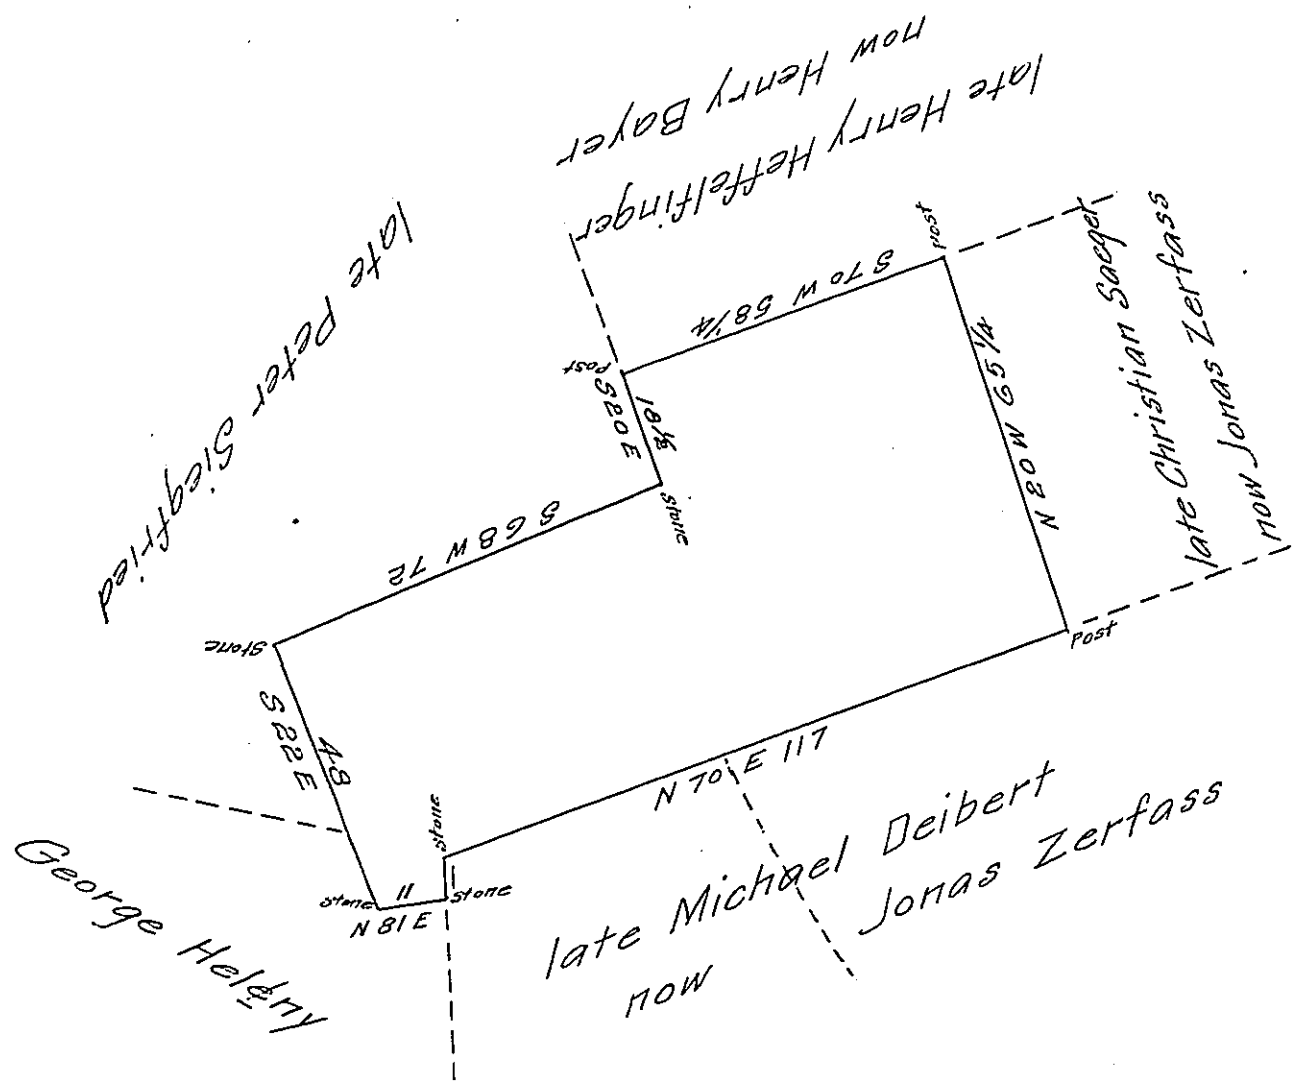 now Henry Bayer
late Henry Heffelfinger
late Peter Siegfried
Post
S 70 W 58 1/4
Post
S 20 E
18 1/2
N 20 W 65 1/4
late Christian Saeger
now Jonas Zerfass
Stone
S 68 W 72
Stone
S 22 E
48
Post
N 70 E 117
Stone
Stone
11
Stone
N 81 E
George Helęny
late Michael Deibert
now Jonas Zerfass